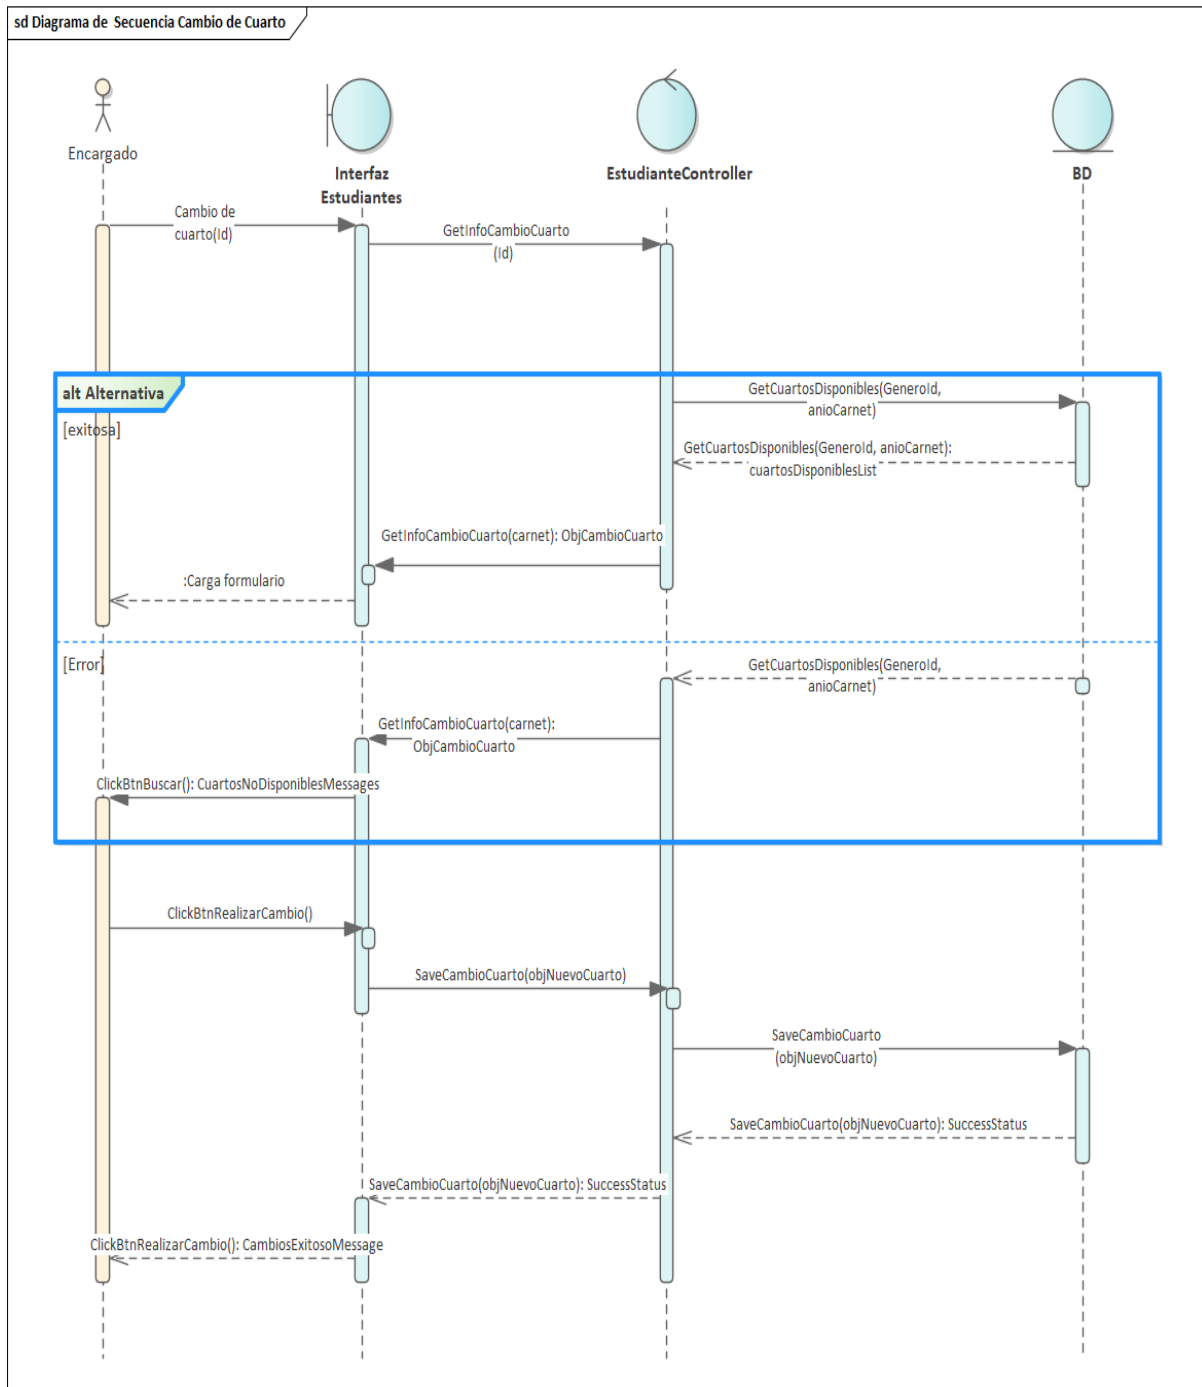 sd Diagrama de  Secuencia Cambio de Cuarto
Encargado
Interfaz
Estudiantes
EstudianteController
BD
Cambio de
cuarto(Id)
GetInfoCambioCuarto
(Id)
alt Alternativa
[exitosa]
GetCuartosDisponibles(GeneroId,
anioCarnet)
GetCuartosDisponibles(GeneroId, anioCarnet):
cuartosDisponiblesList
GetInfoCambioCuarto(carnet): ObjCambioCuarto
:Carga formulario
[Error]
GetCuartosDisponibles(GeneroId,
anioCarnet)
GetInfoCambioCuarto(carnet):
ObjCambioCuarto
ClickBtnBuscar(): CuartosNoDisponiblesMessages
ClickBtnRealizarCambio()
SaveCambioCuarto(objNuevoCuarto)
SaveCambioCuarto
(objNuevoCuarto)
SaveCambioCuarto(objNuevoCuarto): SuccessStatus
SaveCambioCuarto(objNuevoCuarto): SuccessStatus
ClickBtnRealizarCambio(): CambiosExitosoMessage